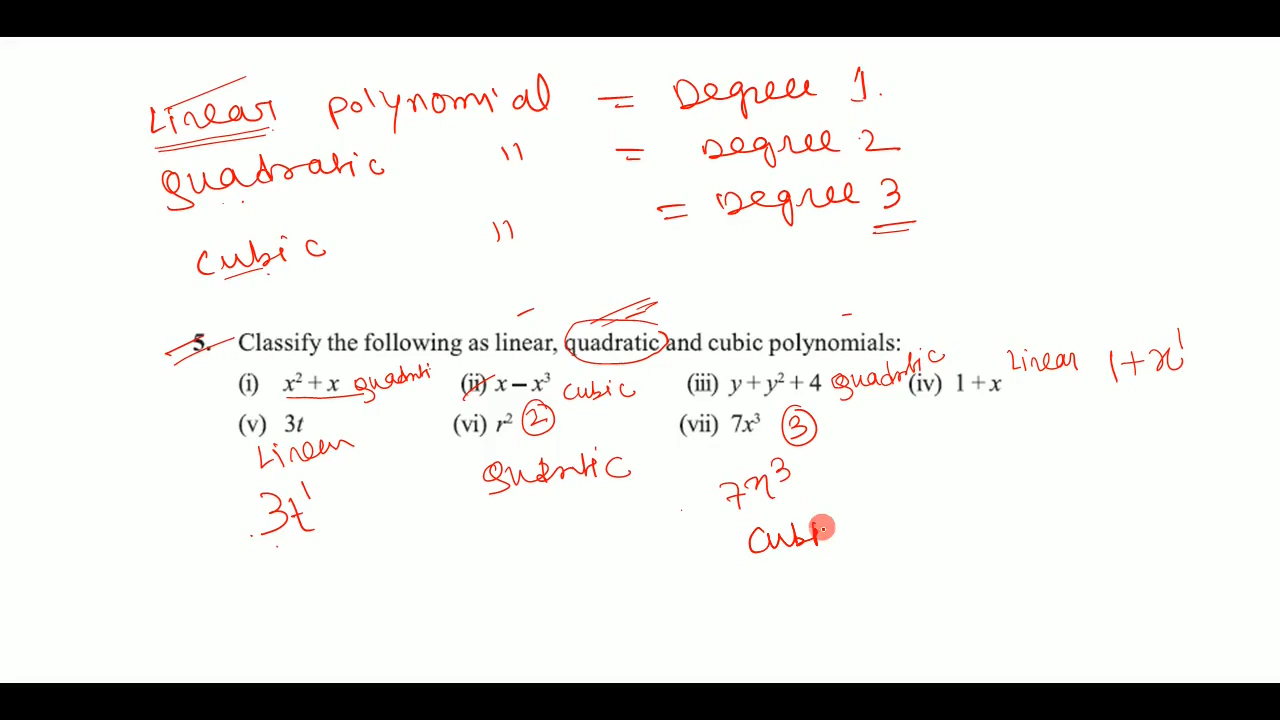 Linear polynomial = Degree 1.
quadratic " = Degree 2
cubic " = Degree 3
5. Classify the following as linear, quadratic and cubic polynomials:
(i) x² + x quadrati (ii) x – x³ cubic (iii) y + y² + 4 quadratic (iv) 1 + x Linear 1 + x¹
(v) 3t (vi) r² 2 (vii) 7x³ 3
Linear quadratic 7x³
3t¹ cubi